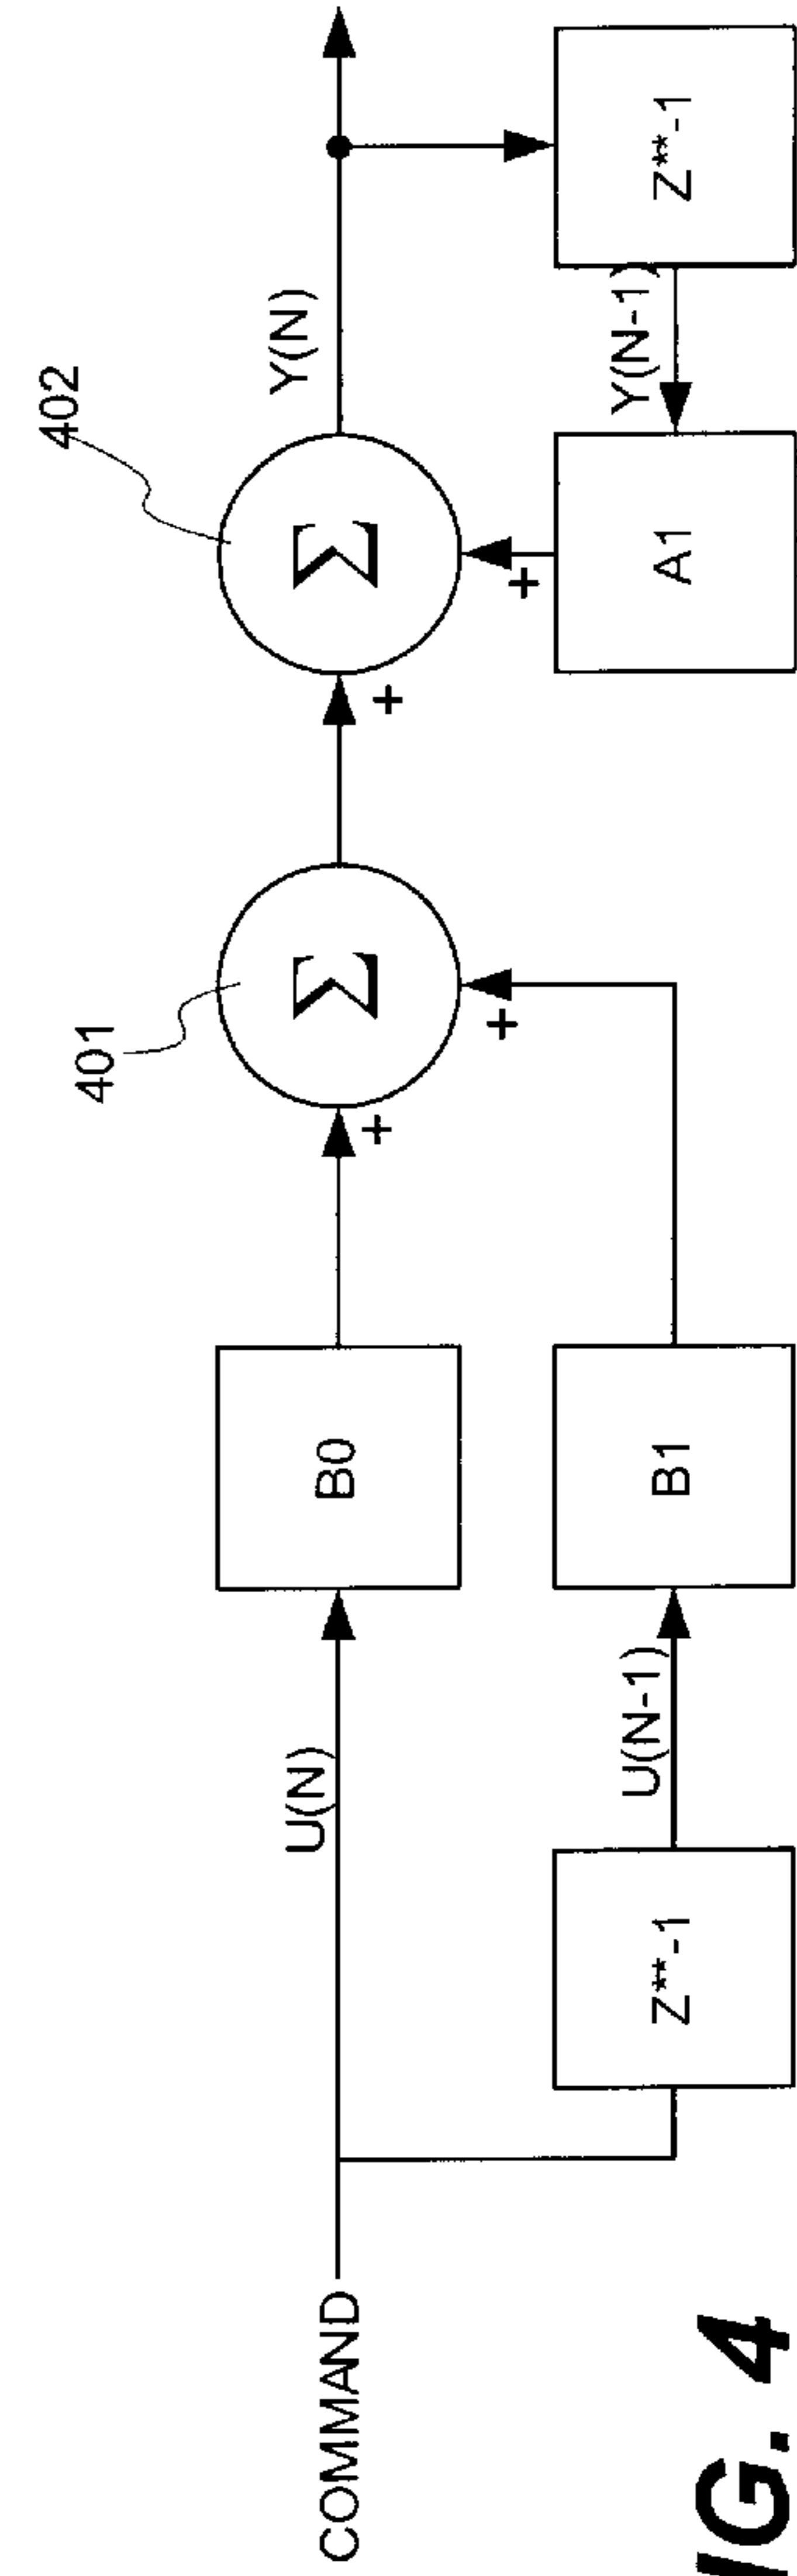 402
401
Y(N)
Σ
Σ
+
+
+
+
U(N)
B0
COMMAND
Z**-1
U(N-1)
B1
A1
Y(N-1)
Z**-1
IG. 4